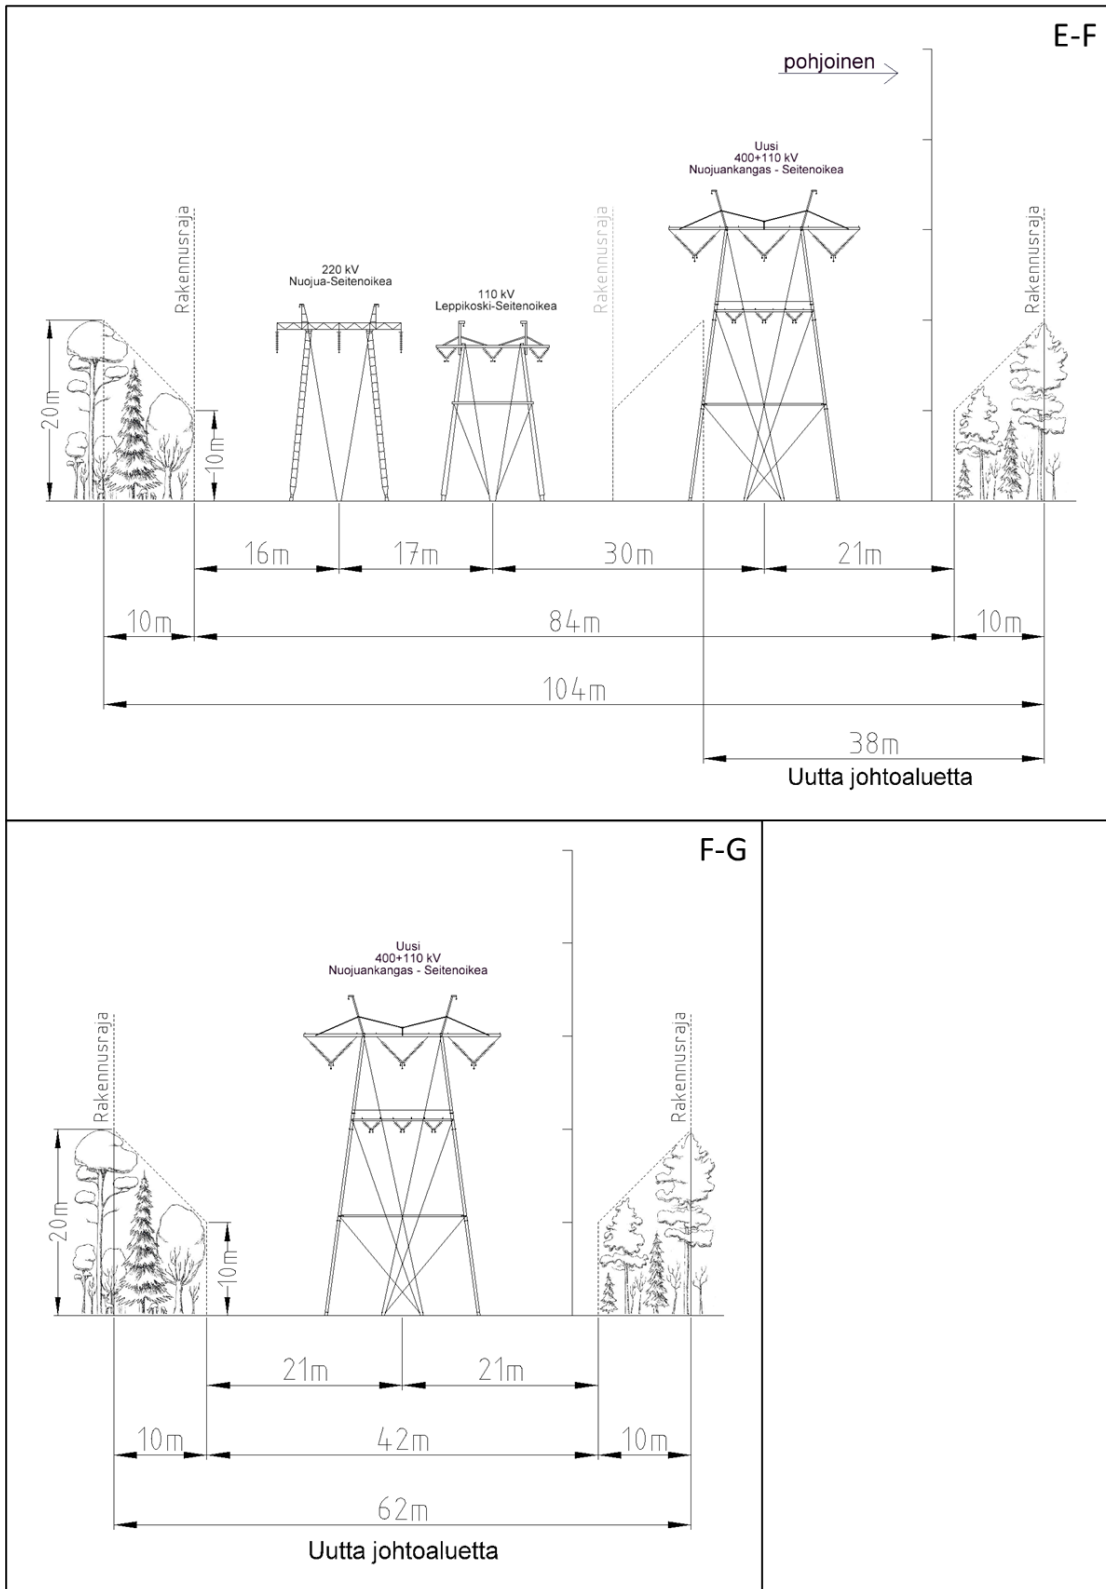 E-F
pohjoinen
Uusi
400+110 kV
Nuojuankangas - Seitenoikea
Rakennusraja
Rakennusraja
Rakennusraja
220 kV
Nuojua-Seitenoikea
110 kV
Leppikoski-Seitenoikea
20m
10m
16m
17m
30m
21m
10m
84m
10m
104m
38m
Uutta johtoaluetta
F-G
Uusi
400+110 kV
Nuojuankangas - Seitenoikea
Rakennusraja
Rakennusraja
20m
10m
21m
21m
10m
42m
10m
62m
Uutta johtoaluetta